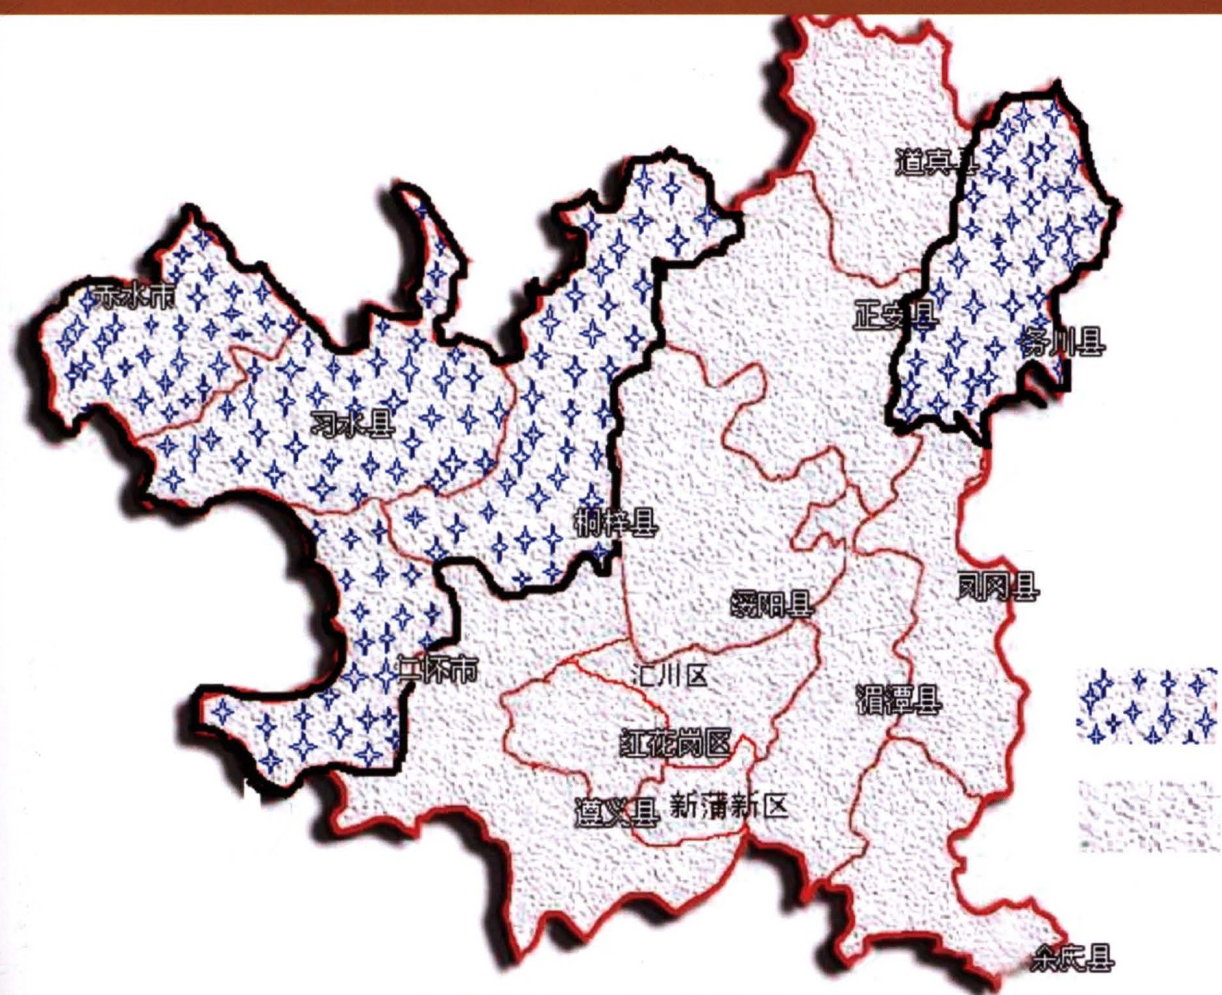 道真县
赤水市
正安县
务川县
习水县
桐梓县
凤冈县
绥阳县
仁怀市
汇川区
湄潭县
红花岗区
遵义县
新蒲新区
余庆县